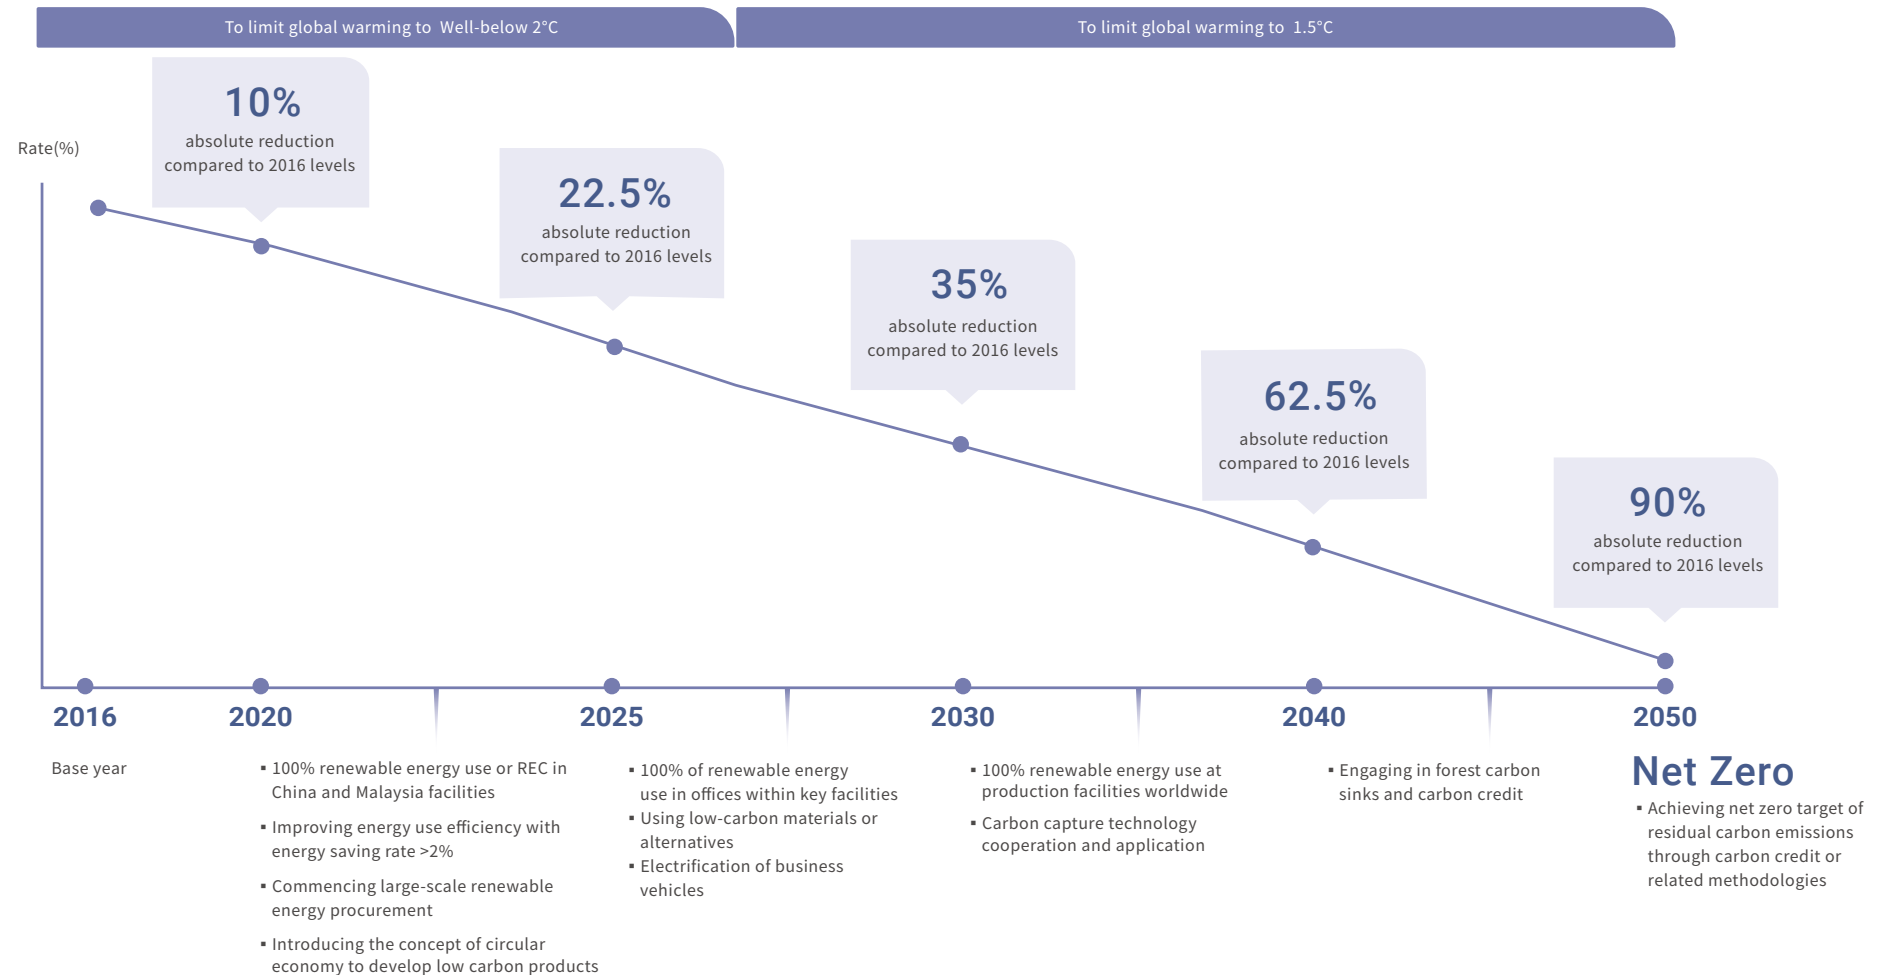 To limit global warming to Well-below 2°C
To limit global warming to 1.5°C
Rate(%)
10%
absolute reduction
compared to 2016 levels
22.5%
absolute reduction
compared to 2016 levels
35%
absolute reduction
compared to 2016 levels
62.5%
absolute reduction
compared to 2016 levels
90%
absolute reduction
compared to 2016 levels
2016
Base year
2020
▪ 100% renewable energy use or REC in
China and Malaysia facilities
▪ Improving energy use efficiency with
energy saving rate >2%
▪ Commencing large-scale renewable
energy procurement
▪ Introducing the concept of circular
economy to develop low carbon products
2025
▪ 100% of renewable energy
use in offices within key facilities
▪ Using low-carbon materials or
alternatives
▪ Electrification of business
vehicles
2030
▪ 100% renewable energy use at
production facilities worldwide
▪ Carbon capture technology
cooperation and application
2040
▪ Engaging in forest carbon
sinks and carbon credit
2050
Net Zero
▪ Achieving net zero target of
residual carbon emissions
through carbon credit or
related methodologies